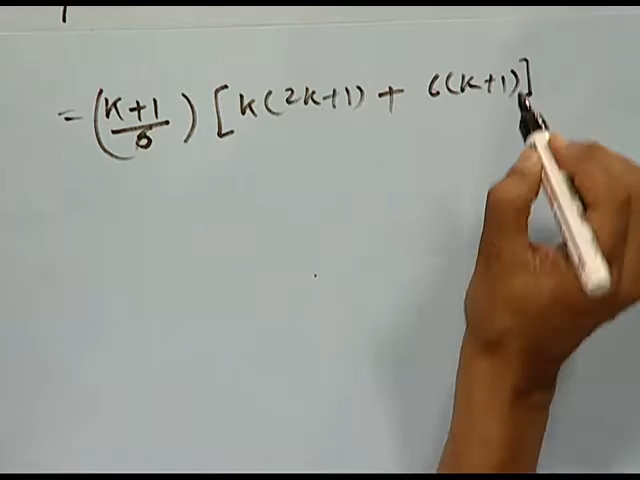 = (K+1/6) [K(2K+1) + 6(K+1)]